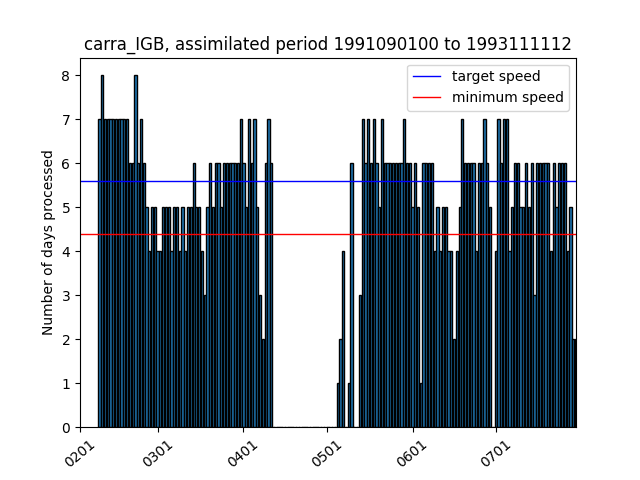 carra_IGB, assimilated period 1991090100 to 1993111112
target speed
minimum speed
Number of days processed
8
7
6
5
4
3
2
1
0
0201 0301 0401 0501 0601 0701